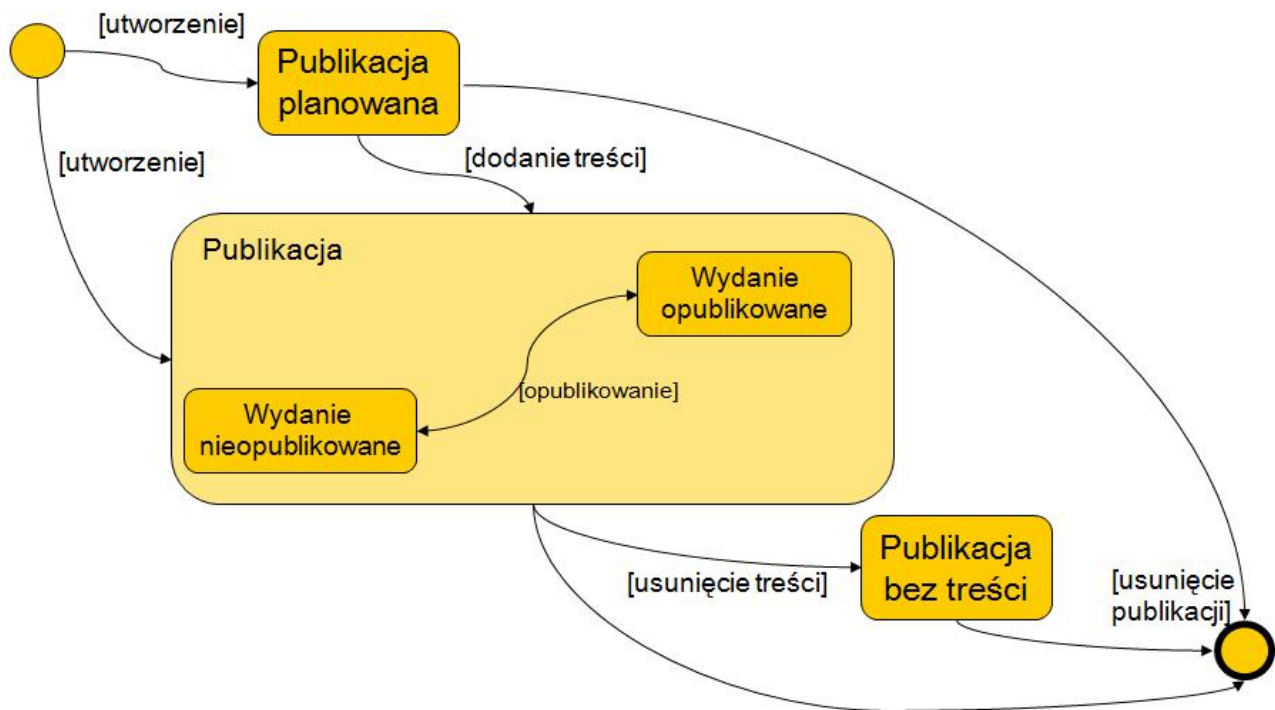 [utworzenie]
Publikacja
planowana
[utworzenie]
[dodanie treści]
Publikacja
Wydanie
opublikowane
[opublikowanie]
Wydanie
nieopublikowane
Publikacja
bez treści
[usunięcie treści]
[usunięcie
publikacji]